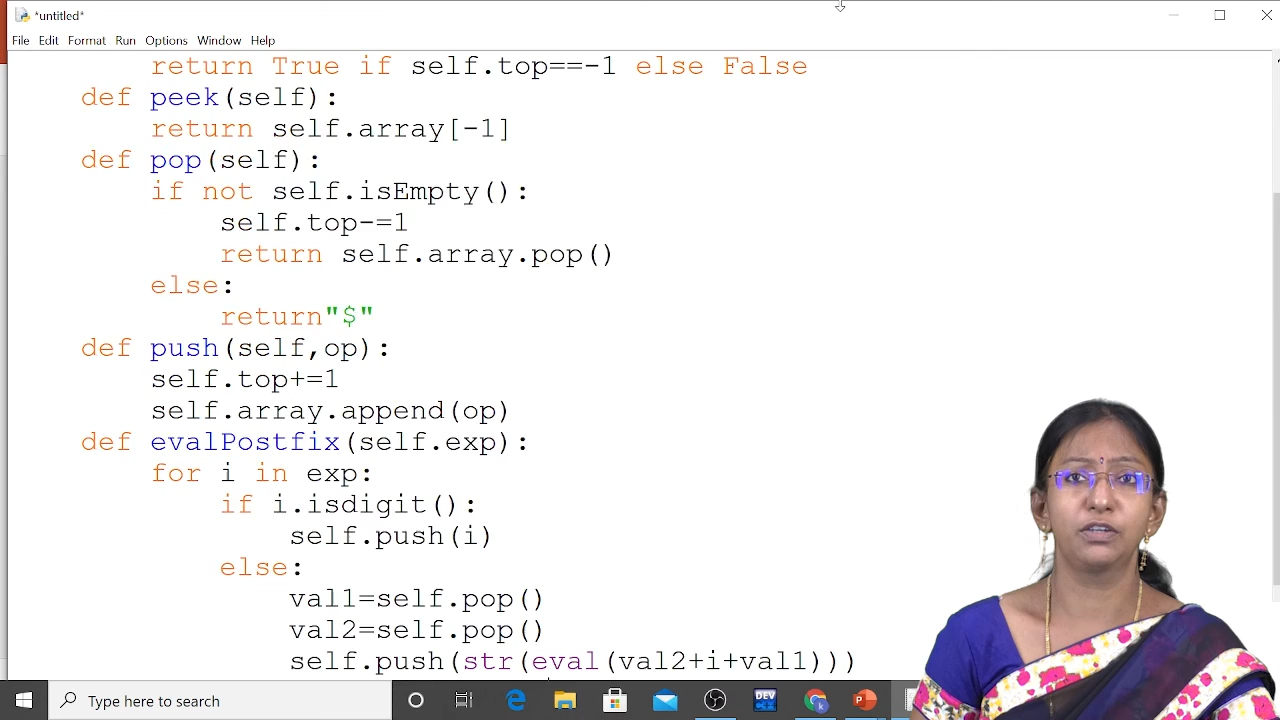 *untitled*
File Edit Format Run Options Window Help
        return True if self.top==-1 else False
    def peek(self):
        return self.array[-1]
    def pop(self):
        if not self.isEmpty():
            self.top-=1
            return self.array.pop()
        else:
            return"$"
    def push(self,op):
        self.top+=1
        self.array.append(op)
    def evalPostfix(self.exp):
        for i in exp:
            if i.isdigit():
                self.push(i)
            else:
                val1=self.pop()
                val2=self.pop()
                self.push(str(eval(val2+i+val1)))
Type here to search
DEV
C++
k
P